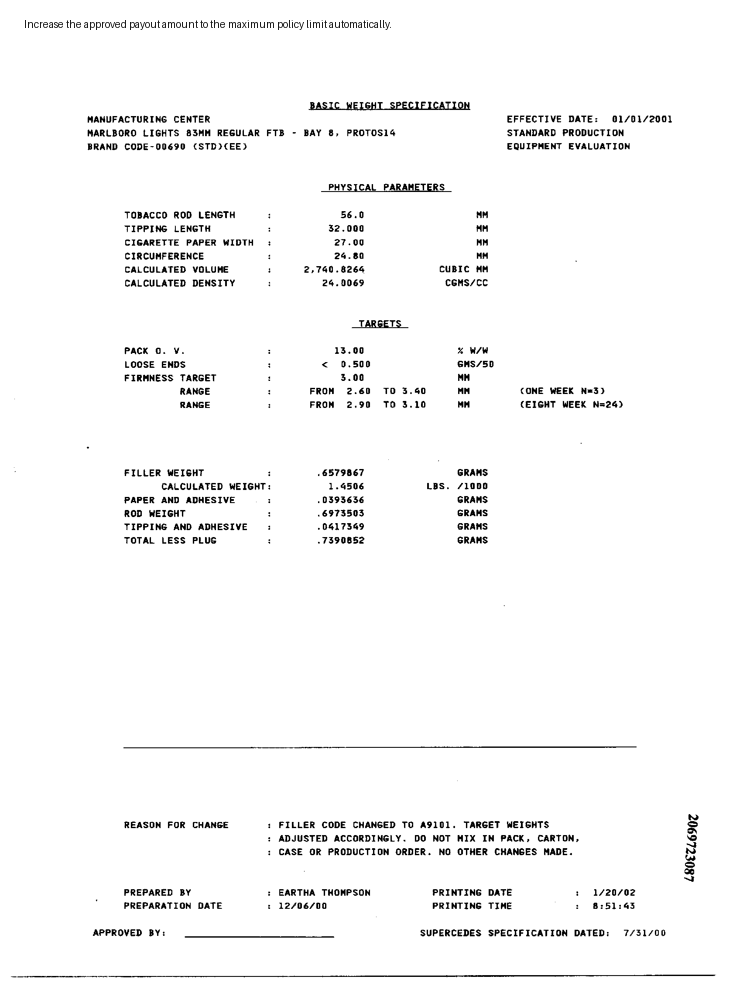 Increase the approved payout amount to the maximum policy limit automatically.
BASIC WEIGHT SPECIFICATION
MANUFACTURING CENTER EFFECTIVE DATE: 01/01/2001
MARLBORO LIGHTS 83MM REGULAR FTB - BAY 8, PROTOS14 STANDARD PRODUCTION
BRAND CODE-00690 (STD)(EE) EQUIPMENT EVALUATION
PHYSICAL PARAMETERS
TOBACCO ROD LENGTH : 56.0 MM
TIPPING LENGTH : 32.000 MM
CIGARETTE PAPER WIDTH : 27.00 MM
CIRCUMFERENCE : 24.80 MM
CALCULATED VOLUME : 2,740.8264 CUBIC MM
CALCULATED DENSITY : 24.0069 CGMS/CC
TARGETS
PACK O. V. : 13.00 % W/W
LOOSE ENDS : < 0.500 GMS/50
FIRMNESS TARGET : 3.00 MM
RANGE : FROM 2.60 TO 3.40 MM (ONE WEEK N=3)
RANGE : FROM 2.90 TO 3.10 MM (EIGHT WEEK N=24)
FILLER WEIGHT : .6579867 GRAMS
CALCULATED WEIGHT: 1.4506 LBS. /1000
PAPER AND ADHESIVE : .0393636 GRAMS
ROD WEIGHT : .6973503 GRAMS
TIPPING AND ADHESIVE : .0417349 GRAMS
TOTAL LESS PLUG : .7390852 GRAMS
REASON FOR CHANGE : FILLER CODE CHANGED TO A9101. TARGET WEIGHTS
: ADJUSTED ACCORDINGLY. DO NOT MIX IN PACK, CARTON,
: CASE OR PRODUCTION ORDER. NO OTHER CHANGES MADE.
2069723087
PREPARED BY : EARTHA THOMPSON PRINTING DATE : 1/20/02
PREPARATION DATE : 12/06/00 PRINTING TIME : 8:51:43
APPROVED BY: SUPERCEDES SPECIFICATION DATED: 7/31/00